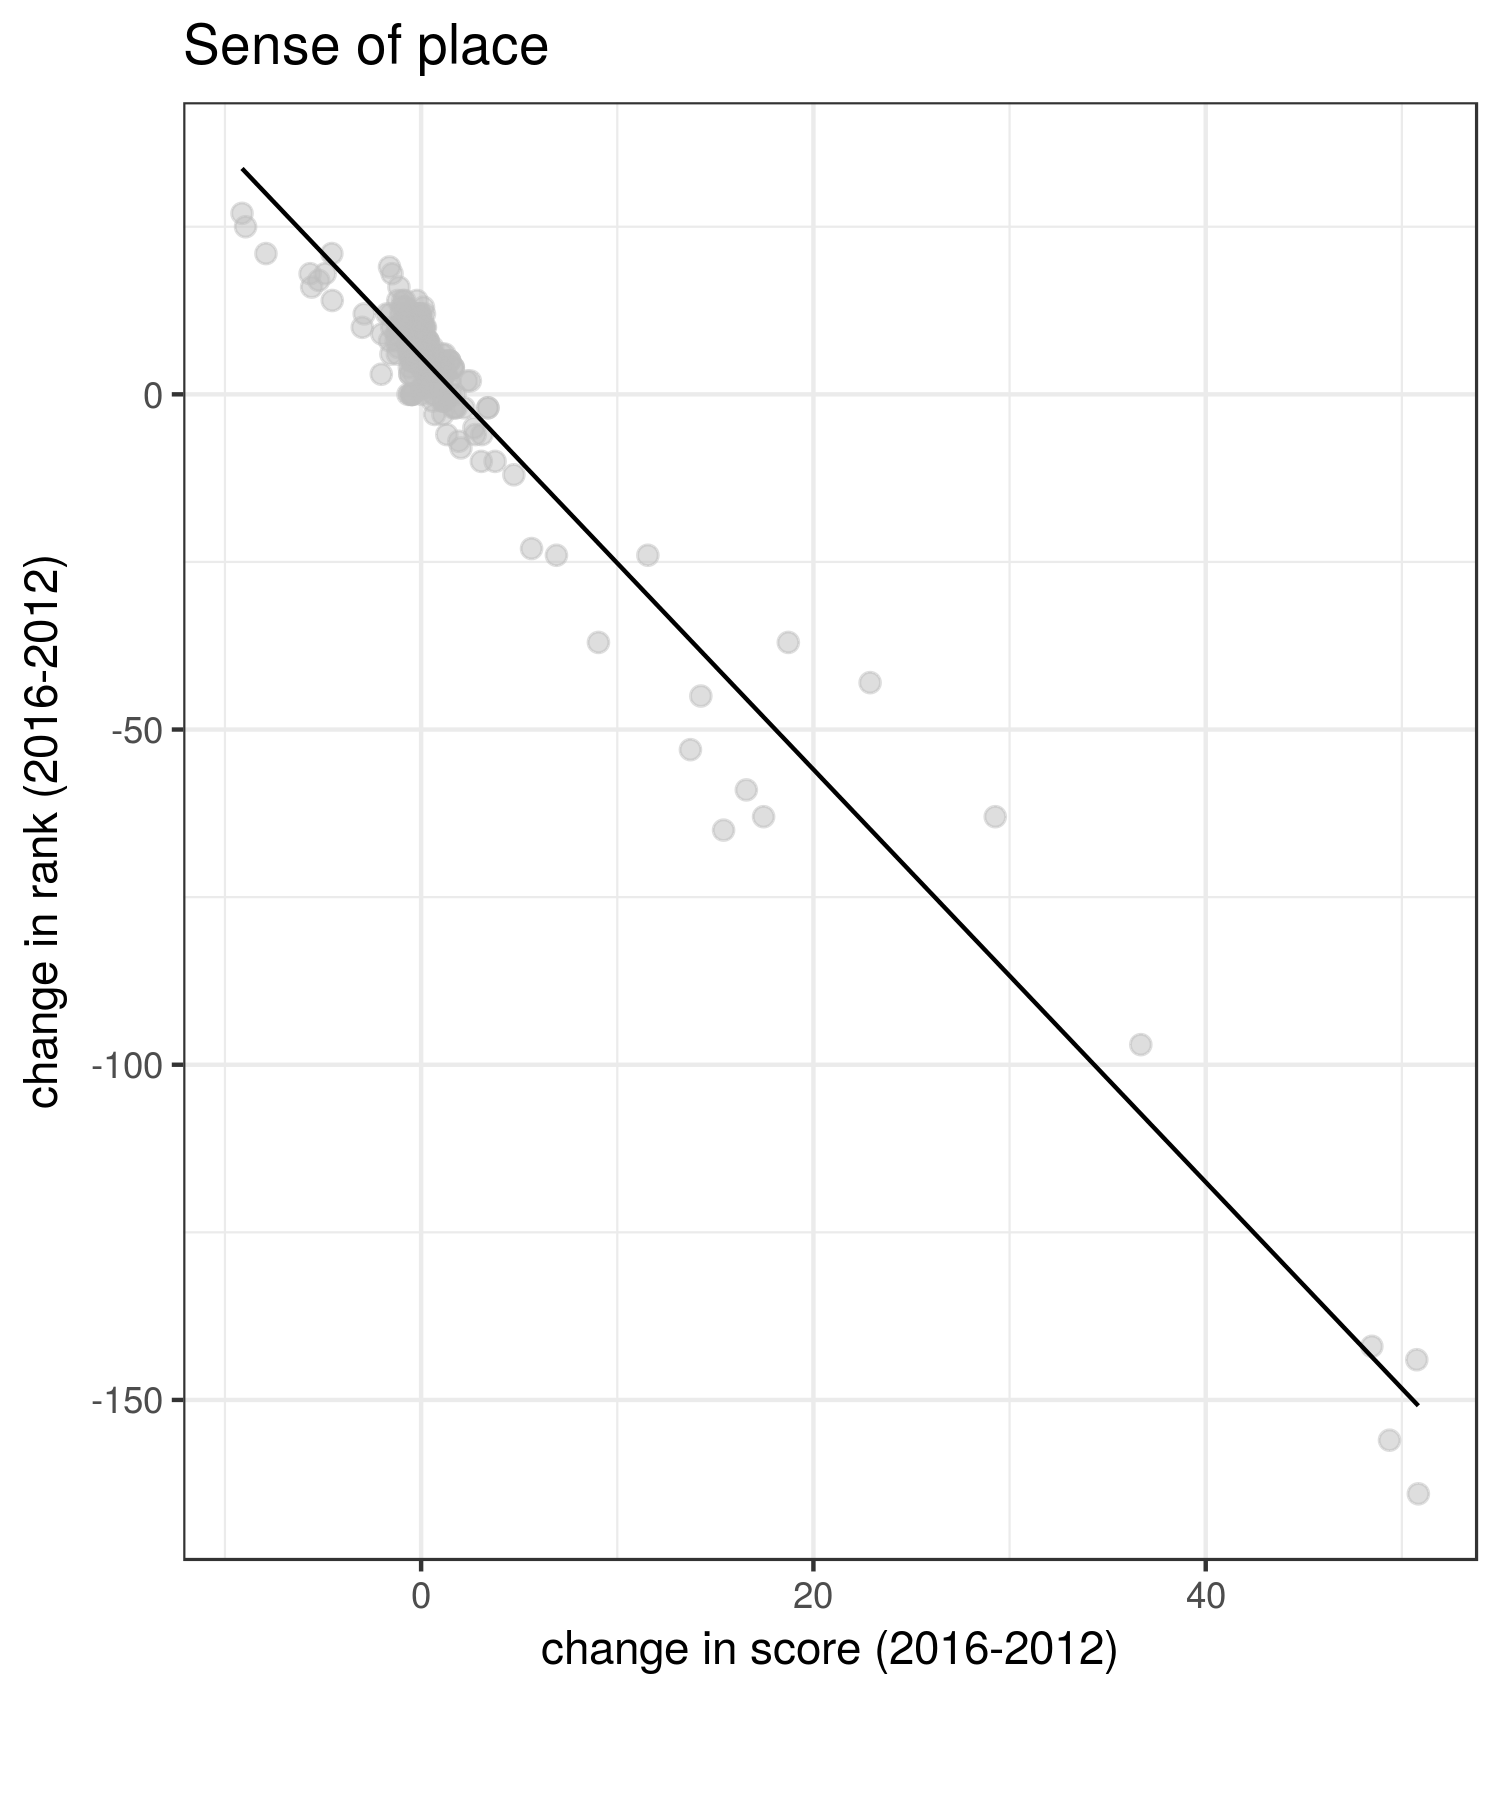 Sense of place
change in rank (2016-2012)
0
-50
-100
-150
0 20 40
change in score (2016-2012)